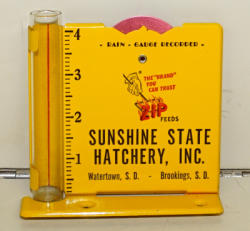 - RAIN - GAUGE RECORDER -
4
3
2
1
THE "BRAND"
YOU CAN TRUST
ZIP
FEEDS
SUNSHINE STATE
HATCHERY, INC.
Watertown, S. D. - Brookings, S. D.